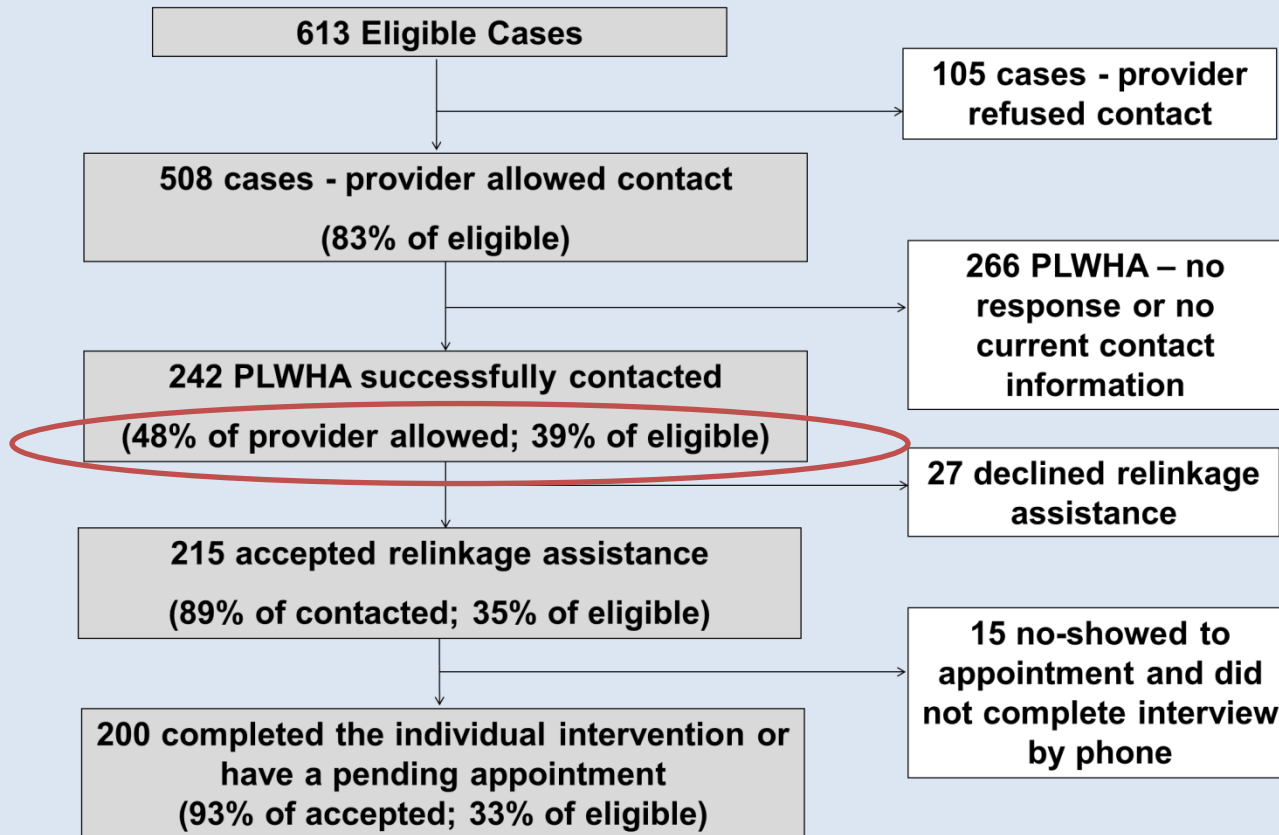 613 Eligible Cases
105 cases - provider
refused contact
508 cases - provider allowed contact
(83% of eligible)
266 PLWHA – no
response or no
current contact
information
242 PLWHA successfully contacted
(48% of provider allowed; 39% of eligible)
27 declined relinkage
assistance
215 accepted relinkage assistance
(89% of contacted; 35% of eligible)
15 no-showed to
appointment and did
not complete interview
by phone
200 completed the individual intervention or
have a pending appointment
(93% of accepted; 33% of eligible)